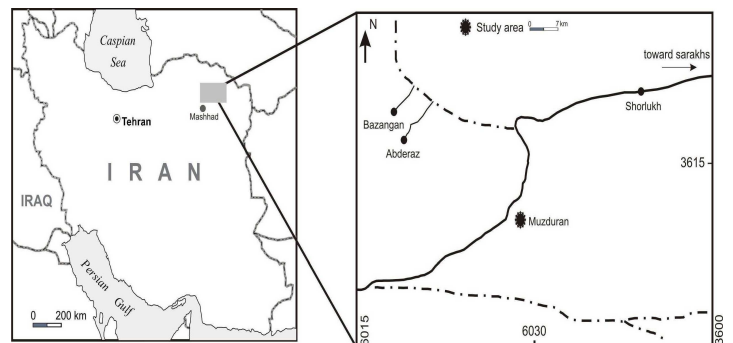 Caspian
Sea
Mashhad
Tehran
I R A N
IRAQ
Persian
Gulf
0 200 km
N
Study area
0 7 km
toward sarakhs
Shorlukh
Bazangan
Abderaz
3615
Muzduran
6015
6030
3600